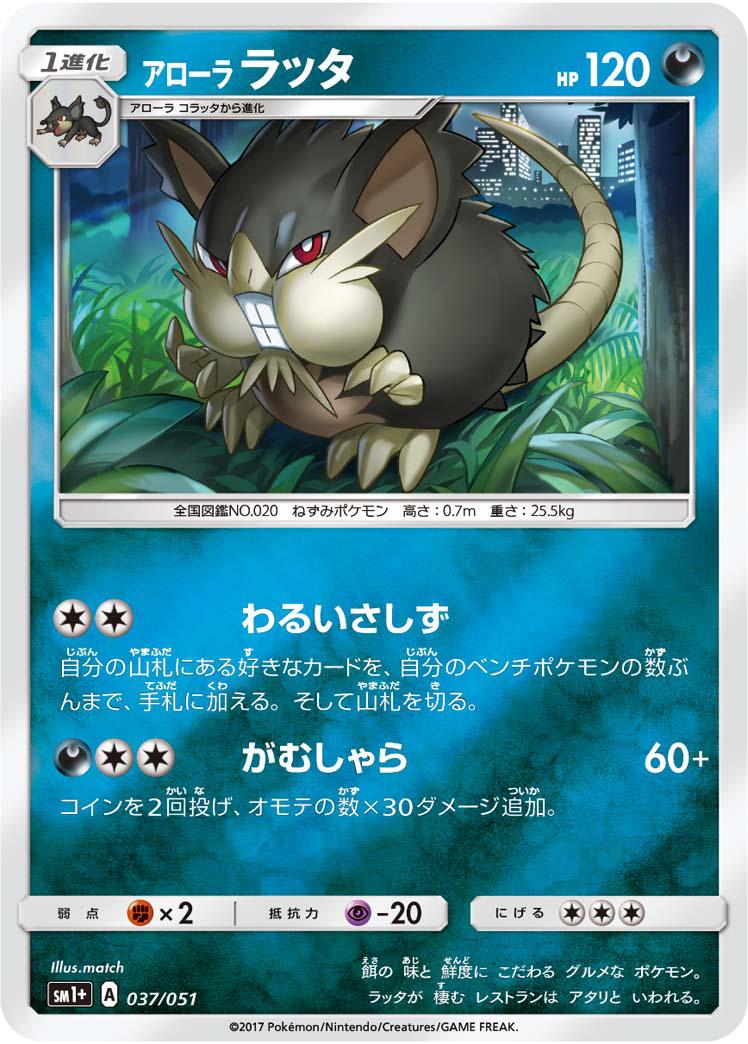 1進化 アローララッタ HP 120
アローラ コラッタから進化
全国図鑑NO.020 ねずみポケモン 高さ：0.7m 重さ：25.5kg
わるいさしず
自分の山札にある好きなカードを、自分のベンチポケモンの数ぶ
んまで、手札に加える。そして山札を切る。
がむしゃら 60+
コインを2回投げ、オモテの数×30ダメージ追加。
弱点 ×2 抵抗力 -20 にげる
Illus.match
餌の 味と 鮮度に こだわる グルメな ポケモン。
ラッタが 棲む レストランは アタリと いわれる。
SM1+ A 037/051
©2017 Pokémon/Nintendo/Creatures/GAME FREAK.